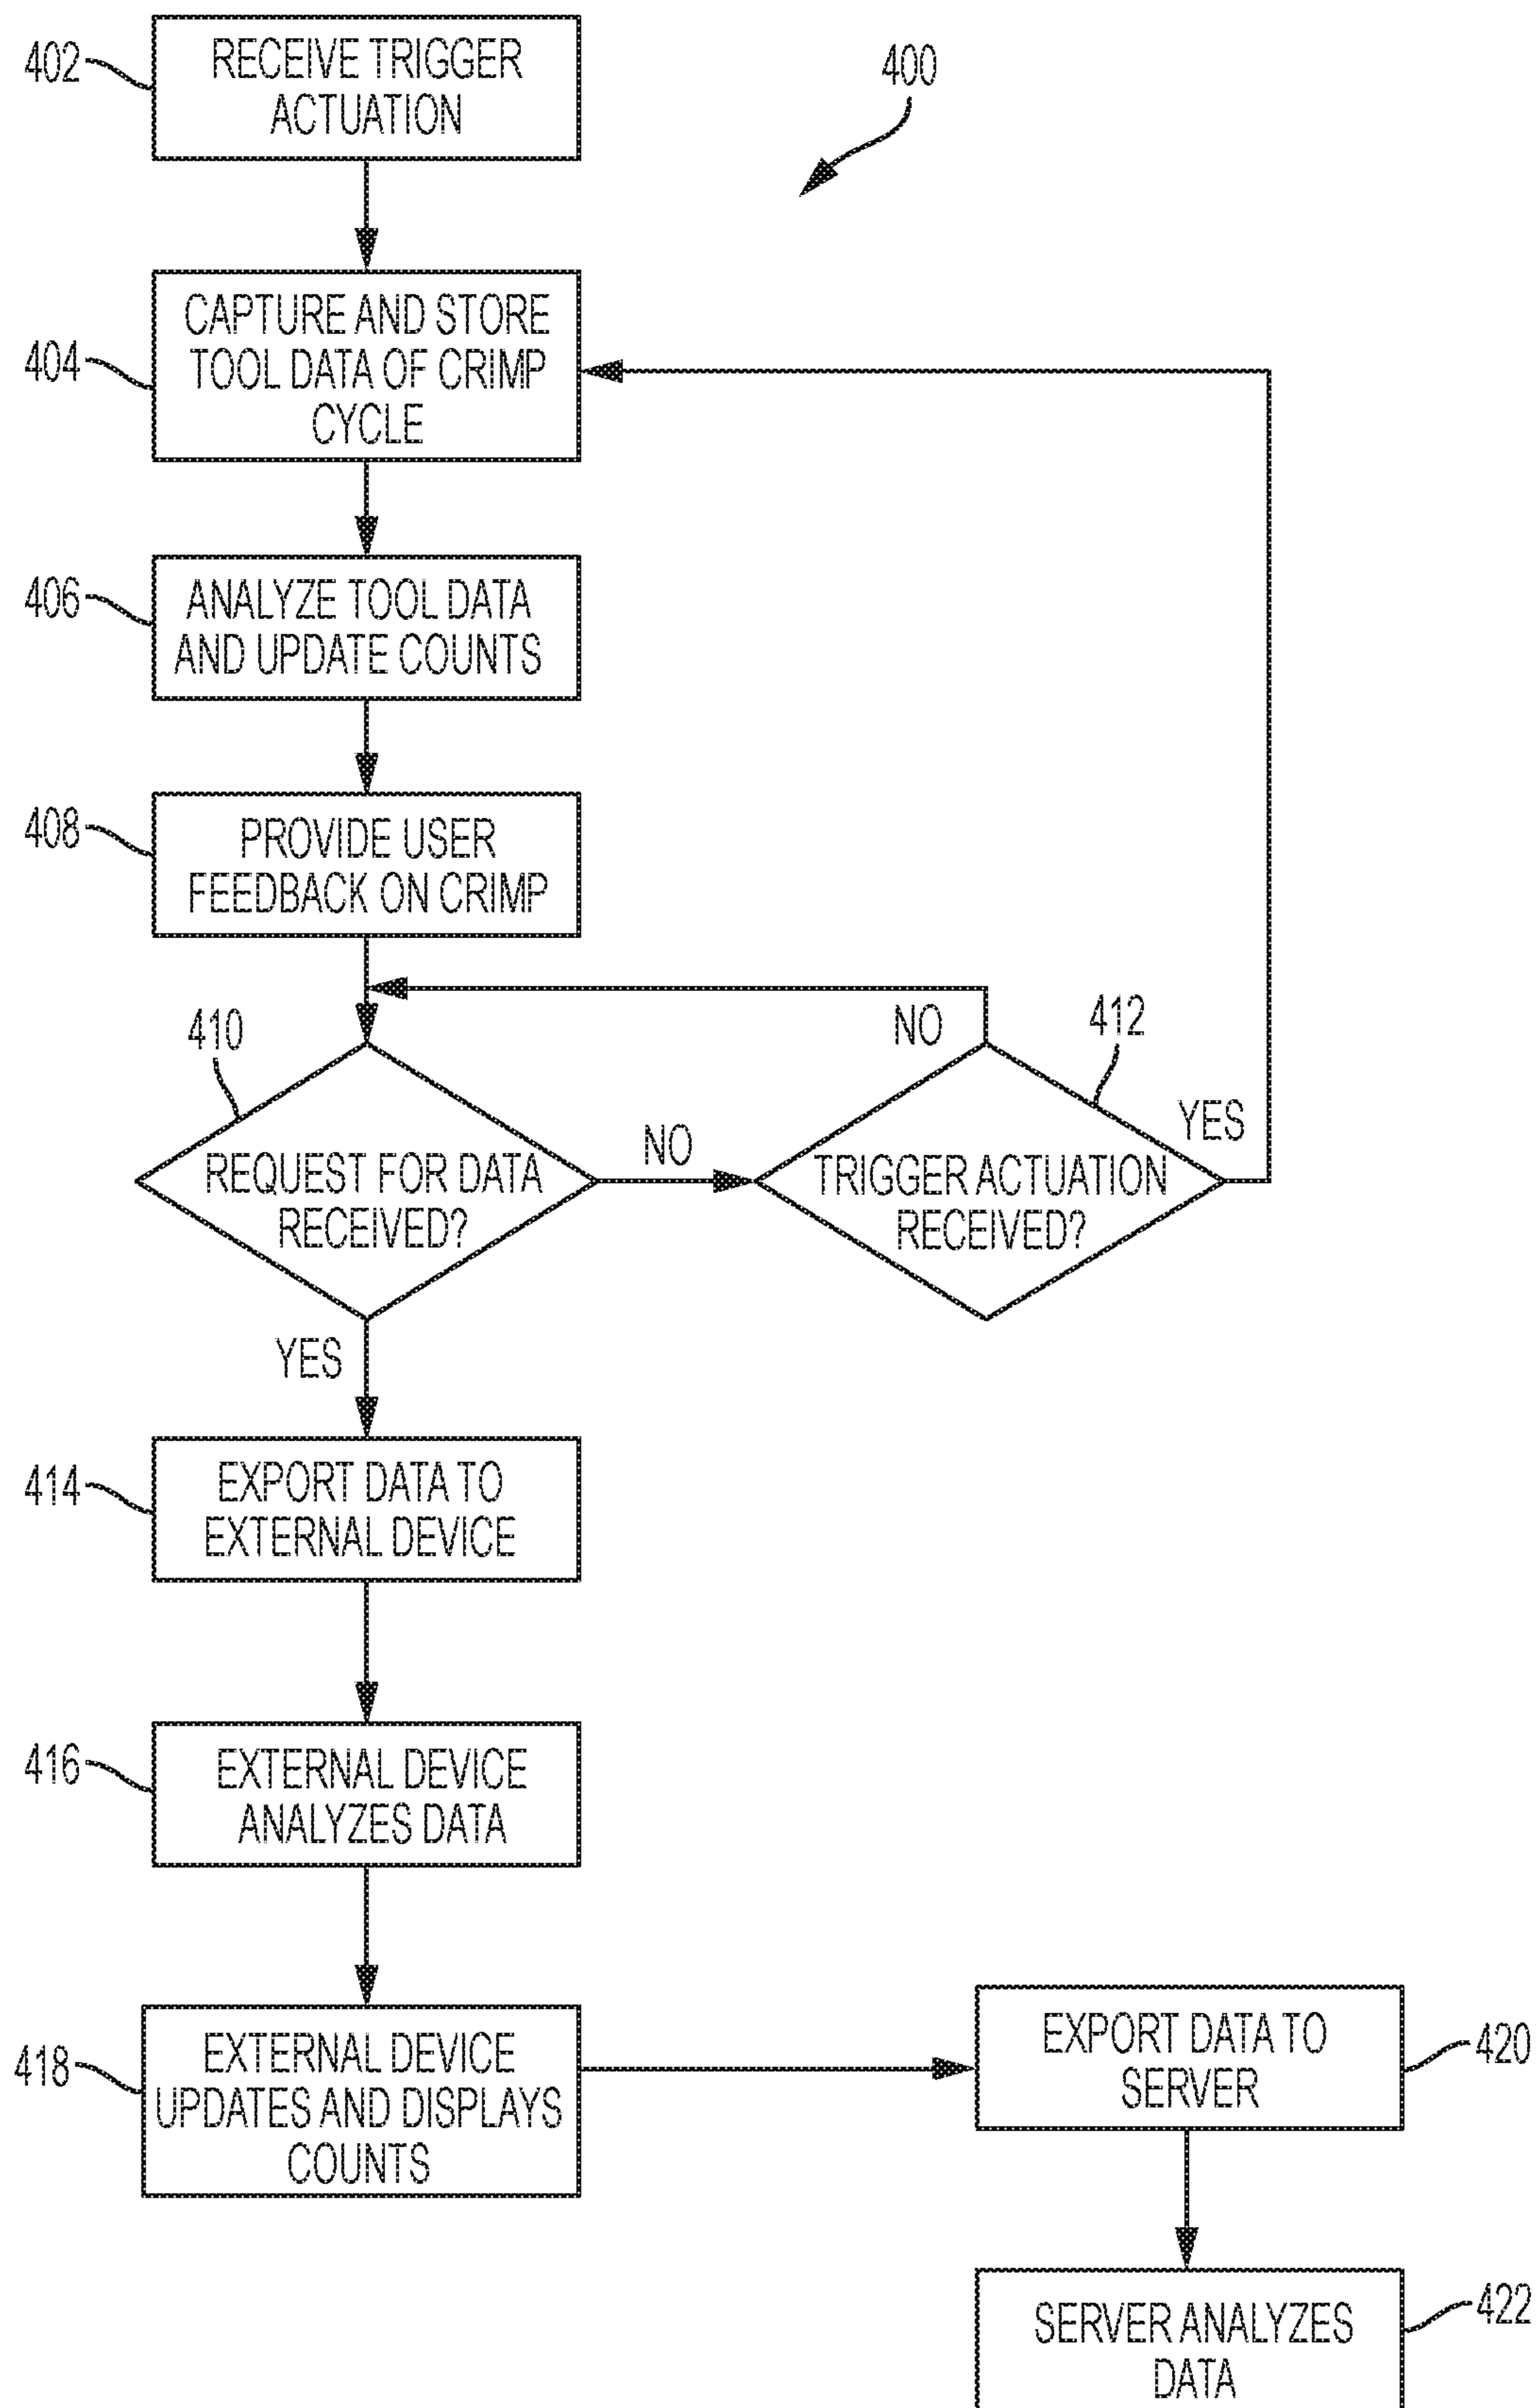 402
RECEIVE TRIGGER
ACTUATION
400
404
CAPTURE AND STORE
TOOL DATA OF CRIMP
CYCLE
406
ANALYZE TOOL DATA
AND UPDATE COUNTS
408
PROVIDE USER
FEEDBACK ON CRIMP
410
REQUEST FOR DATA
RECEIVED?
NO
412
TRIGGER ACTUATION
RECEIVED?
NO
YES
YES
414
EXPORT DATA TO
EXTERNAL DEVICE
416
EXTERNAL DEVICE
ANALYZES DATA
418
EXTERNAL DEVICE
UPDATES AND DISPLAYS
COUNTS
EXPORT DATA TO
SERVER
420
SERVER ANALYZES
DATA
422